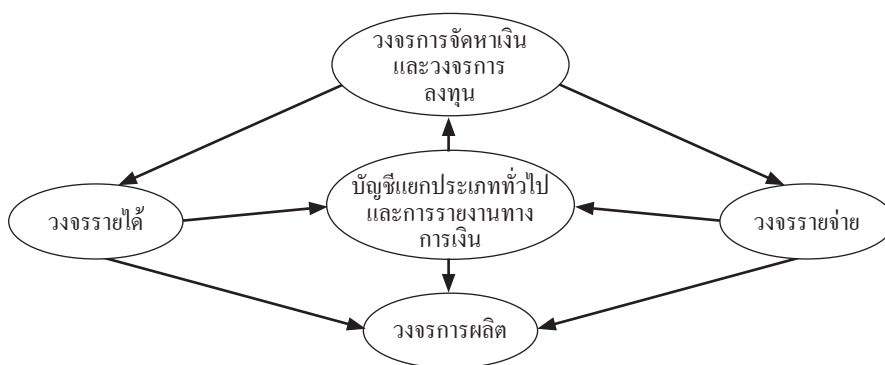 วงจรการจัดหาเงิน
และวงจรการ
ลงทุน
บัญชีแยกประเภททั่วไป
และการรายงานทาง
การเงิน
วงจรรายได้
วงจรรายจ่าย
วงจรการผลิต